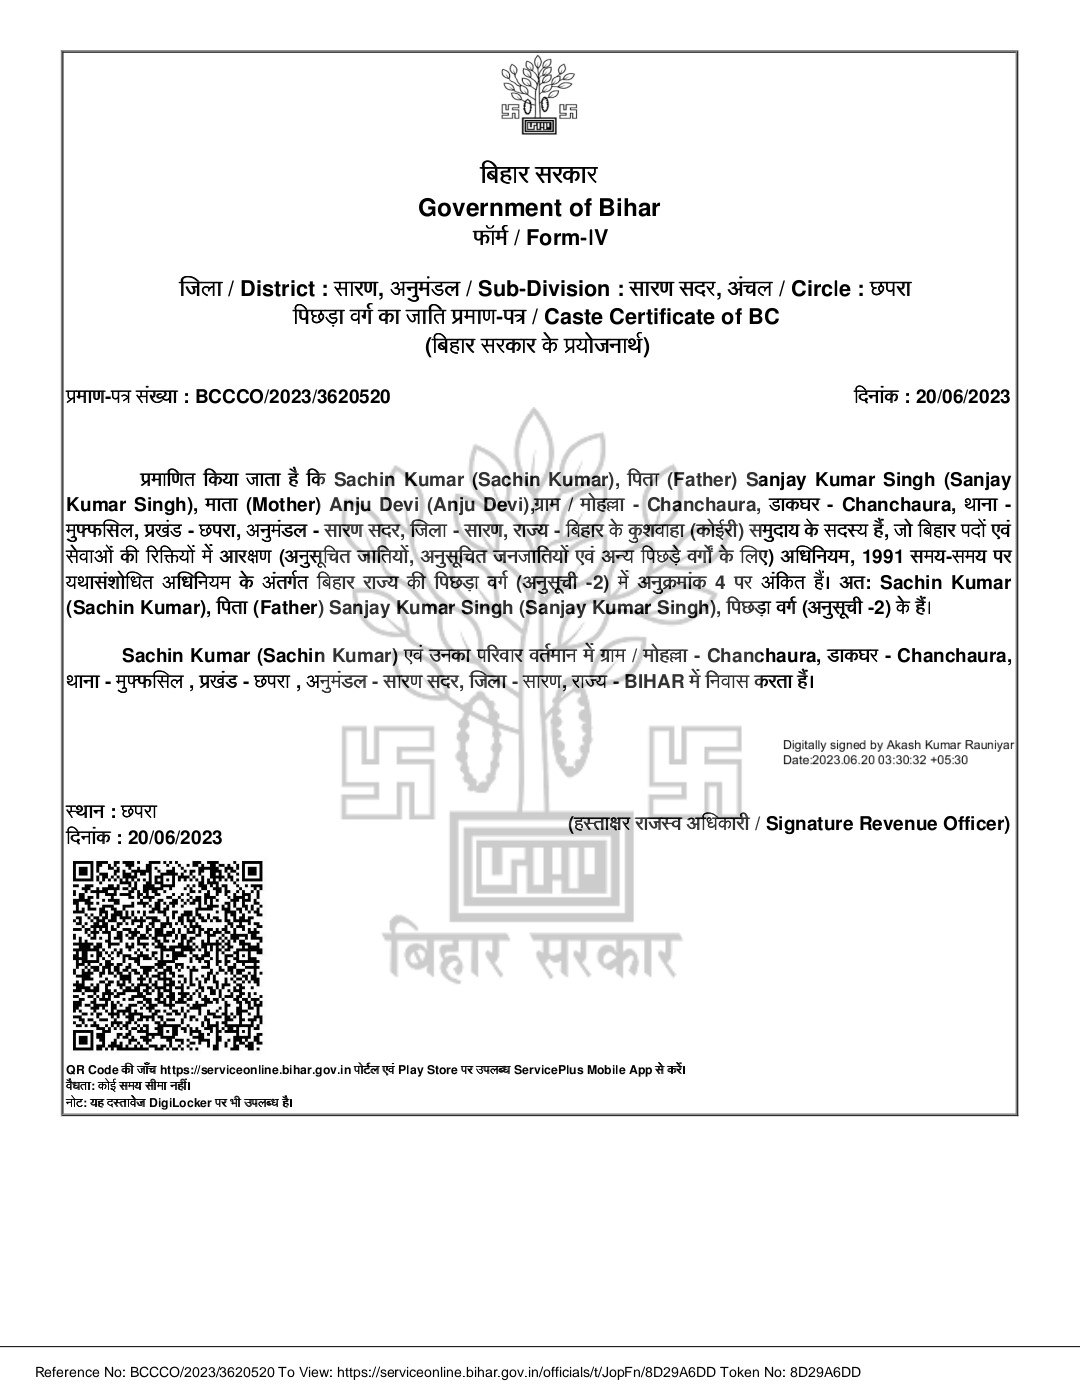 बिहार सरकार
Government of Bihar
फॉर्म / Form-IV
जिला / District : सारण, अनुमंडल / Sub-Division : सारण सदर, अंचल / Circle : छपरा
पिछड़ा वर्ग का जाति प्रमाण-पत्र / Caste Certificate of BC
(बिहार सरकार के प्रयोजनार्थ)
प्रमाण-पत्र संख्या : BCCCO/2023/3620520 दिनांक : 20/06/2023
प्रमाणित किया जाता है कि Sachin Kumar (Sachin Kumar), पिता (Father) Sanjay Kumar Singh (Sanjay
Kumar Singh), माता (Mother) Anju Devi (Anju Devi),ग्राम / मोहल्ला - Chanchaura, डाकघर - Chanchaura, थाना -
मुफ्फसिल, प्रखंड - छपरा, अनुमंडल - सारण सदर, जिला - सारण, राज्य - बिहार के कुशवाहा (कोईरी) समुदाय के सदस्य हैं, जो बिहार पदों एवं
सेवाओं की रिक्तियों में आरक्षण (अनुसूचित जातियों, अनुसूचित जनजातियों एवं अन्य पिछड़े वर्गों के लिए) अधिनियम, 1991 समय-समय पर
यथासंशोधित अधिनियम के अंतर्गत बिहार राज्य की पिछड़ा वर्ग (अनुसूची -2) में अनुक्रमांक 4 पर अंकित हैं। अत: Sachin Kumar
(Sachin Kumar), पिता (Father) Sanjay Kumar Singh (Sanjay Kumar Singh), पिछड़ा वर्ग (अनुसूची -2) के हैं।
Sachin Kumar (Sachin Kumar) एवं उनका परिवार वर्तमान में ग्राम / मोहल्ला - Chanchaura, डाकघर - Chanchaura,
थाना - मुफ्फसिल , प्रखंड - छपरा , अनुमंडल - सारण सदर, जिला - सारण, राज्य - BIHAR में निवास करता हैं।
Digitally signed by Akash Kumar Rauniyar
Date:2023.06.20 03:30:32 +05:30
स्थान : छपरा
दिनांक : 20/06/2023
(हस्ताक्षर राजस्व अधिकारी / Signature Revenue Officer)
बिहार सरकार
QR Code की जाँच https://serviceonline.bihar.gov.in पोर्टल एवं Play Store पर उपलब्ध ServicePlus Mobile App से करें।
वैधता: कोई समय सीमा नहीं।
नोट: यह दस्तावेज DigiLocker पर भी उपलब्ध है।
Reference No: BCCCO/2023/3620520 To View: https://serviceonline.bihar.gov.in/officials/t/JopFn/8D29A6DD Token No: 8D29A6DD